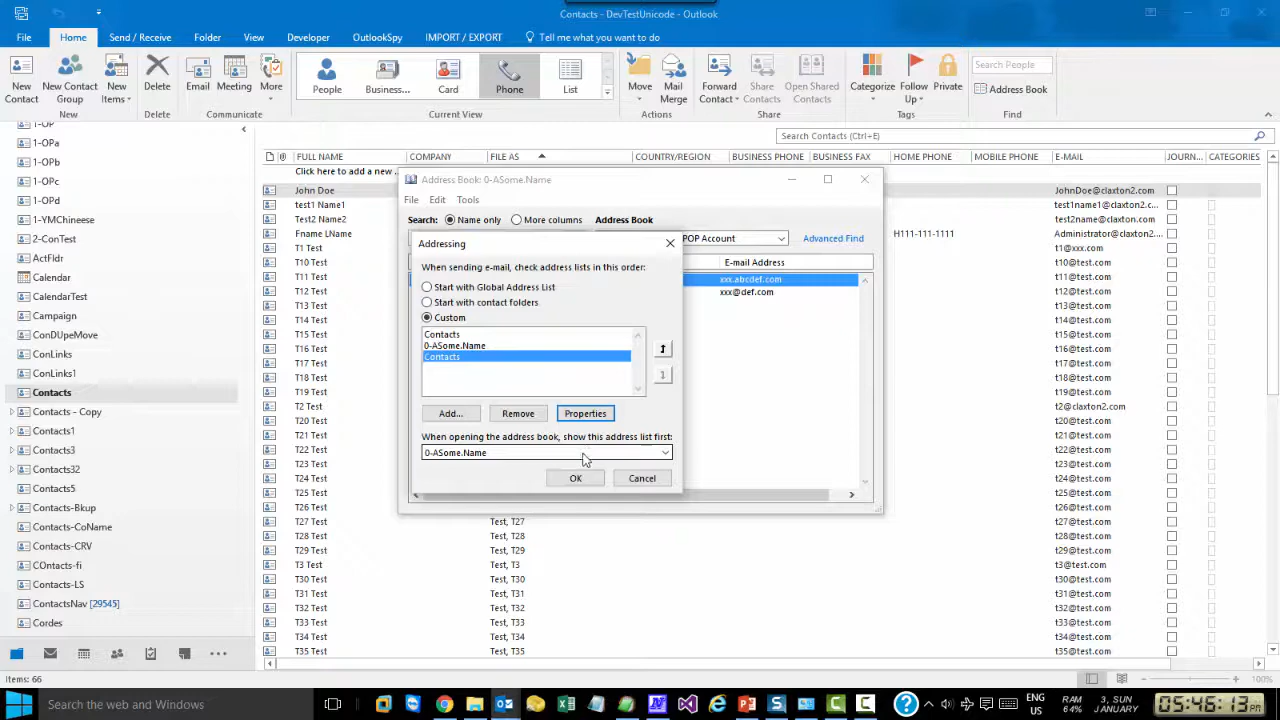 Contacts - DevTestUnicode - Outlook
File Home Send / Receive Folder View Developer OutlookSpy IMPORT / EXPORT Tell me what you want to do
New Contact
New Contact Group
New Items
Delete
Email
Meeting
More
People
Business...
Card
Phone
List
Move
Mail Merge
Forward Contact
Share Contacts
Open Shared Contacts
Categorize
Follow Up
Private
Search People
Address Book
New Delete Communicate Current View Actions Share Tags Find
1-OP
1-OPa
1-OPb
1-OPc
1-OPd
1-YMChineese
2-ConTest
ActFldr
Calendar
CalendarTest
Campaign
ConDUpeMove
ConLinks
ConLinks1
Contacts
Contacts - Copy
Contacts1
Contacts3
Contacts32
Contacts5
Contacts-Bkup
Contacts-CoName
Contacts-CRV
COntacts-fi
Contacts-LS
ContactsNav [29545]
Cordes
Search Contacts (Ctrl+E)
FULL NAME COMPANY FILE AS COUNTRY/REGION BUSINESS PHONE BUSINESS FAX HOME PHONE MOBILE PHONE E-MAIL JOURN... CATEGORIES
Click here to add a new ...
John Doe JohnDoe@claxton2.com
test1 Name1 test1name1@claxton2.c...
Test2 Name2 test2name@claxton.com...
Fname LName H111-111-1111 Administrator@claxton2...
T1 Test t1@xxx.com
T10 Test t10@test.com
T11 Test t11@test.com
T12 Test t12@test.com
T13 Test t13@test.com
T14 Test t14@test.com
T15 Test t15@test.com
T16 Test t16@test.com
T17 Test t17@test.com
T18 Test t18@test.com
T19 Test t19@test.com
T2 Test t2@claxton2.com
T20 Test t20@test.com
T21 Test t21@test.com
T22 Test t22@test.com
T23 Test t23@test.com
T24 Test t24@test.com
T25 Test t25@test.com
T26 Test t26@test.com
T27 Test Test, T27 t27@test.com
T28 Test Test, T28 t28@test.com
T29 Test Test, T29 t29@test.com
T3 Test Test, T3 t3@test.com
T30 Test Test, T30 t30@test.com
T31 Test Test, T31 t31@test.com
T32 Test Test, T32 t32@test.com
T33 Test Test, T33 t33@test.com
T34 Test Test, T34 t34@test.com
T35 Test Test, T35 t35@test.com
Address Book: 0-ASome.Name
File Edit Tools
Search: Name only More columns Address Book
POP Account Advanced Find
E-mail Address
xxx.abcdef.com
xxx@def.com
Addressing
When sending e-mail, check address lists in this order:
Start with Global Address List
Start with contact folders
Custom
Contacts
0-ASome.Name
Contacts
Add... Remove Properties
When opening the address book, show this address list first:
0-ASome.Name
OK Cancel
Items: 66
100%
Search the web and Windows
ENG
US
RAM
64%
3, SUN
JANUARY
05:46:13 PM